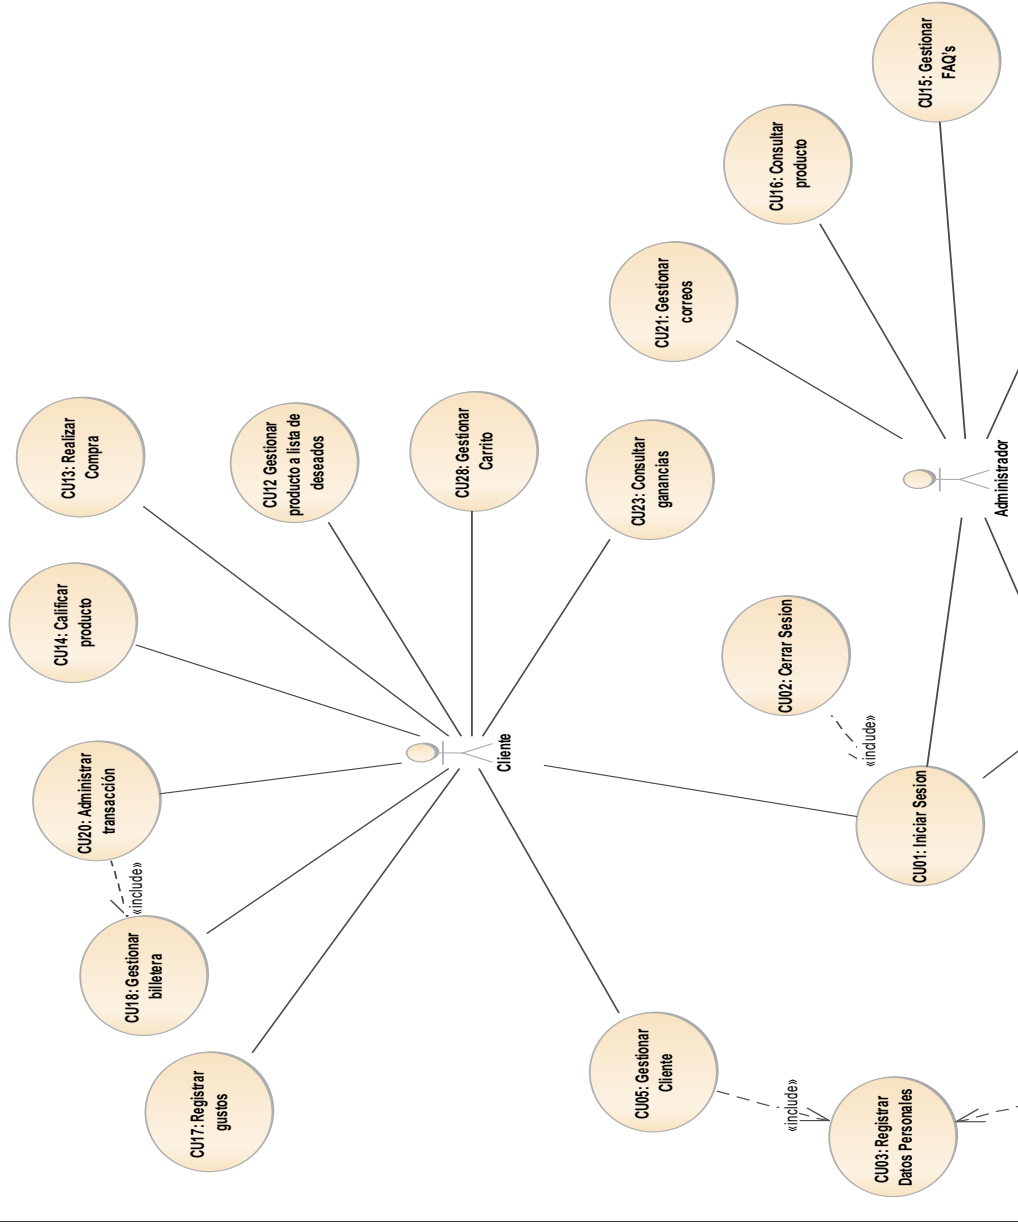 CU17: Registrar
gustos
CU18: Gestionar
billetera
«include»
CU20: Administrar
transacción
CU14: Calificar
producto
CU13: Realizar
Compra
CU12 Gestionar
producto a lista de
deseados
CU28: Gestionar
Carrito
CU23: Consultar
ganancias
Cliente
CU05: Gestionar
Cliente
«include»
CU03: Registrar
Datos Personales
CU01: Iniciar Sesion
«include»
CU02: Cerrar Sesion
CU21: Gestionar
correos
CU16: Consultar
producto
CU15: Gestionar
FAQ's
Administrador